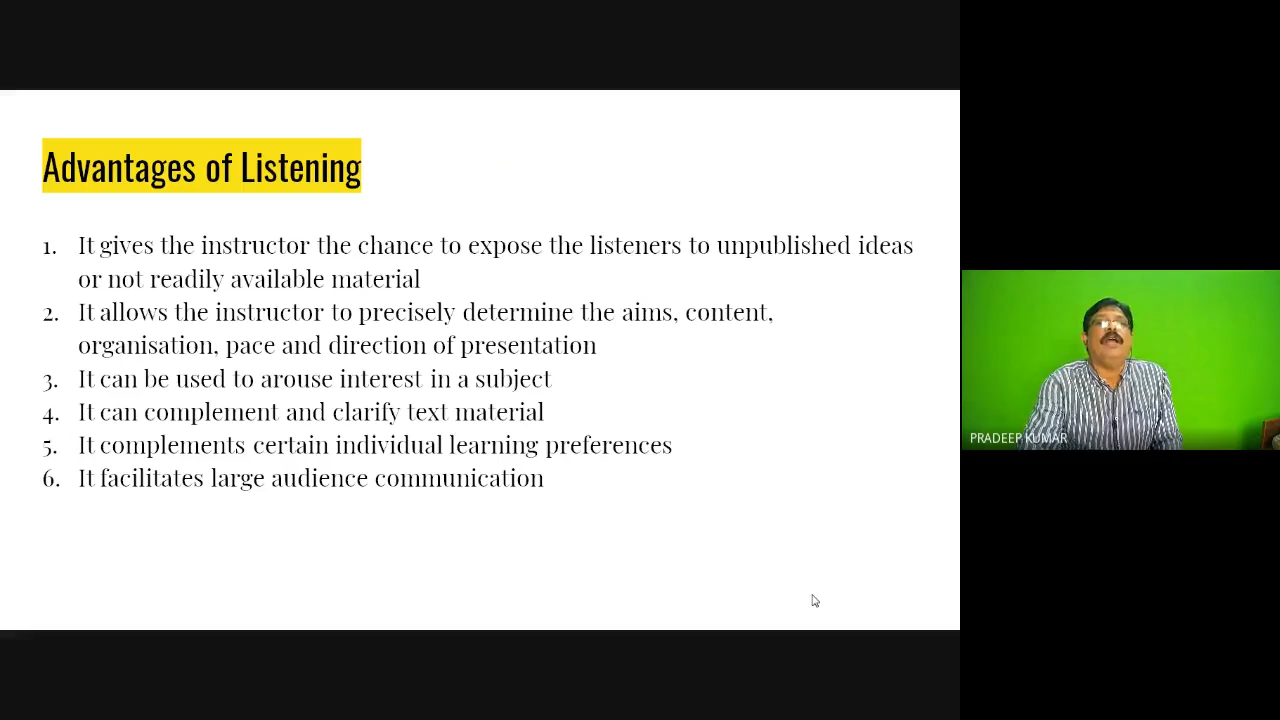 Advantages of Listening
1. It gives the instructor the chance to expose the listeners to unpublished ideas
or not readily available material
2. It allows the instructor to precisely determine the aims, content,
organisation, pace and direction of presentation
3. It can be used to arouse interest in a subject
4. It can complement and clarify text material
5. It complements certain individual learning preferences
6. It facilitates large audience communication
PRADEEP KUMAR